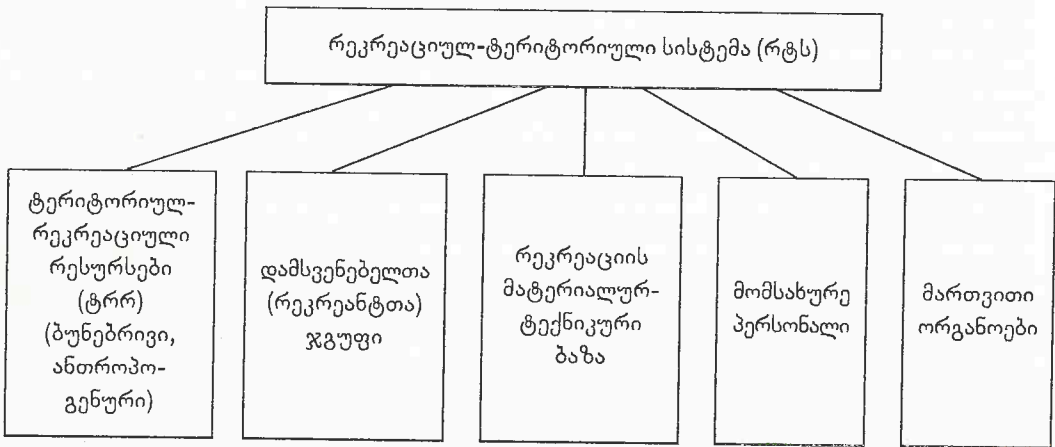 რეკრეაციულ-ტერიტორიული სისტემა (რტს)
ტერიტორიულ-
რეკრეაციული
რესურსები
(ტრრ)
(ბუნებრივი,
ანთროპო-
გენური)
დამსვენებელთა
(რეკრეანტთა)
ჯგუფი
რეკრეაციის
მატერიალურ-
ტექნიკური
ბაზა
მომსახურე
პერსონალი
მართვითი
ორგანოები